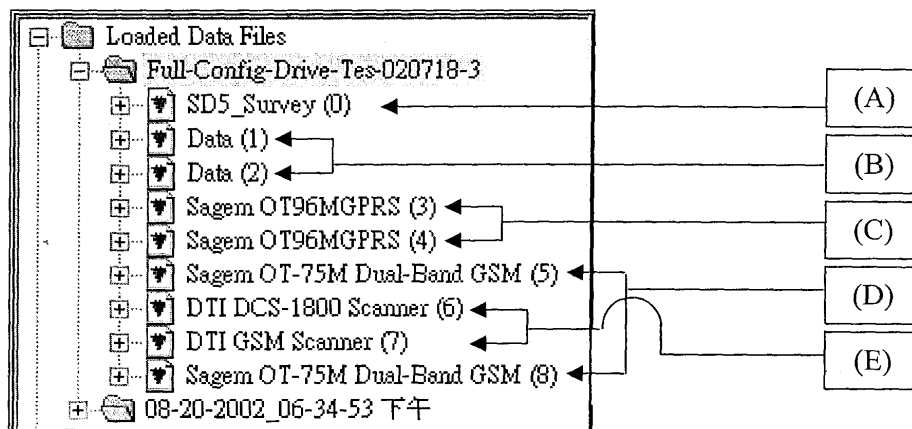 Loaded Data Files
Full-Config-Drive-Tes-020718-3
SD5_Survey (0)
Data (1)
Data (2)
Sagem OT96MGPRS (3)
Sagem OT96MGPRS (4)
Sagem OT-75M Dual-Band GSM (5)
DTI DCS-1800 Scanner (6)
DTI GSM Scanner (7)
Sagem OT-75M Dual-Band GSM (8)
08-20-2002_06-34-53 下午
(A)
(B)
(C)
(D)
(E)